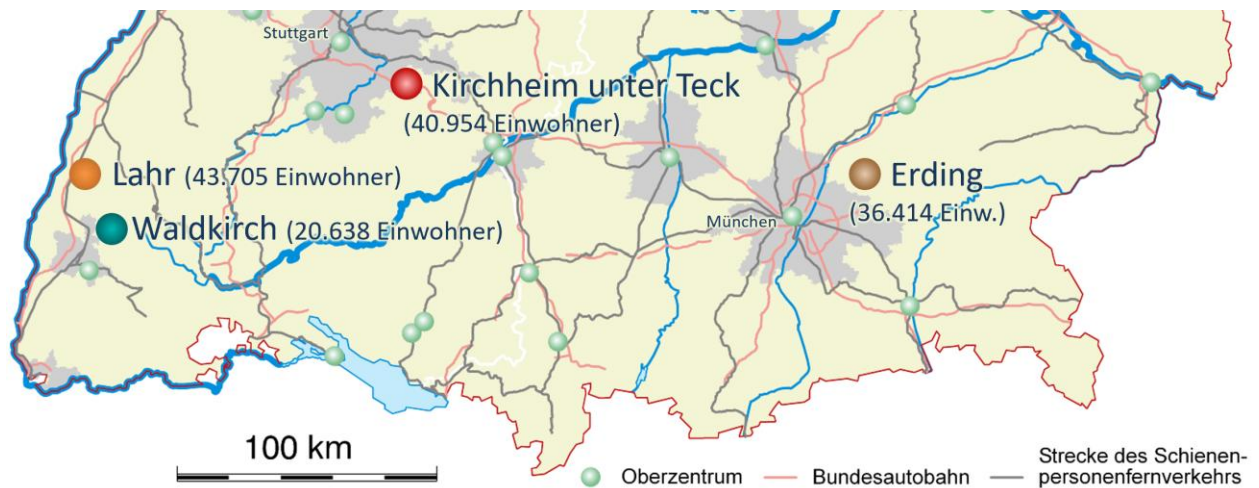 Stuttgart
Kirchheim unter Teck
(40.954 Einwohner)
Lahr (43.705 Einwohner)
Erding
(36.414 Einw.)
Waldkirch (20.638 Einwohner)
München
100 km
Oberzentrum
Bundesautobahn
Strecke des Schienen-
personenfernverkehrs